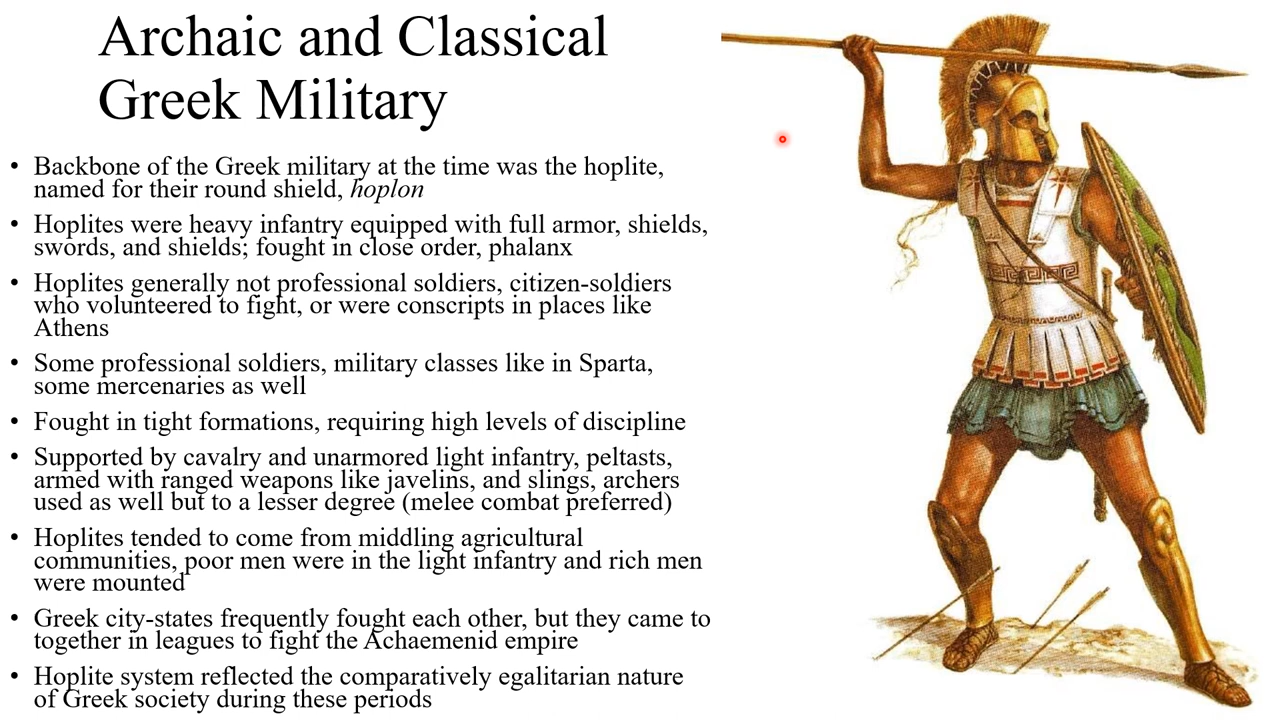 Archaic and Classical
Greek Military
• Backbone of the Greek military at the time was the hoplite,
named for their round shield, hoplon
• Hoplites were heavy infantry equipped with full armor, shields,
swords, and shields; fought in close order, phalanx
• Hoplites generally not professional soldiers, citizen-soldiers
who volunteered to fight, or were conscripts in places like
Athens
• Some professional soldiers, military classes like in Sparta,
some mercenaries as well
• Fought in tight formations, requiring high levels of discipline
• Supported by cavalry and unarmored light infantry, peltasts,
armed with ranged weapons like javelins, and slings, archers
used as well but to a lesser degree (melee combat preferred)
• Hoplites tended to come from middling agricultural
communities, poor men were in the light infantry and rich men
were mounted
• Greek city-states frequently fought each other, but they came to
together in leagues to fight the Achaemenid empire
• Hoplite system reflected the comparatively egalitarian nature
of Greek society during these periods